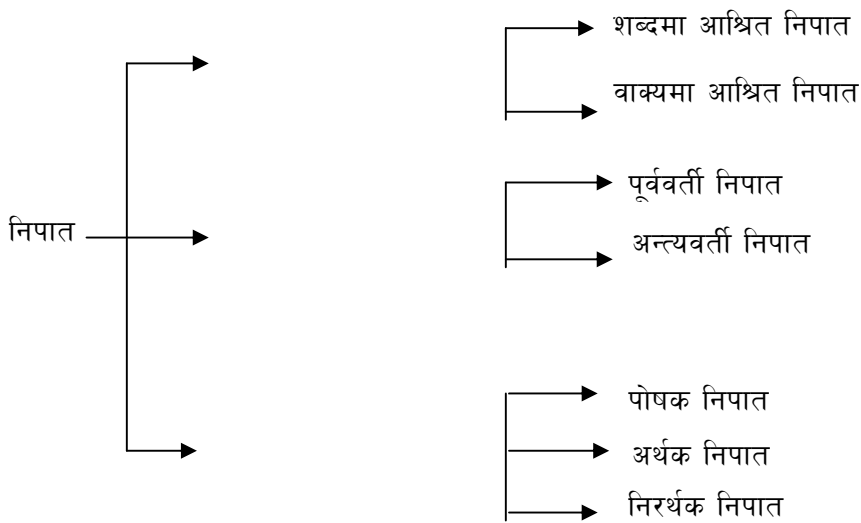 शब्दमा आश्रित निपात
वाक्यमा आश्रित निपात
पूर्ववर्ती निपात
निपात
अन्त्यवर्ती निपात
पोषक निपात
अर्थक निपात
निरर्थक निपात